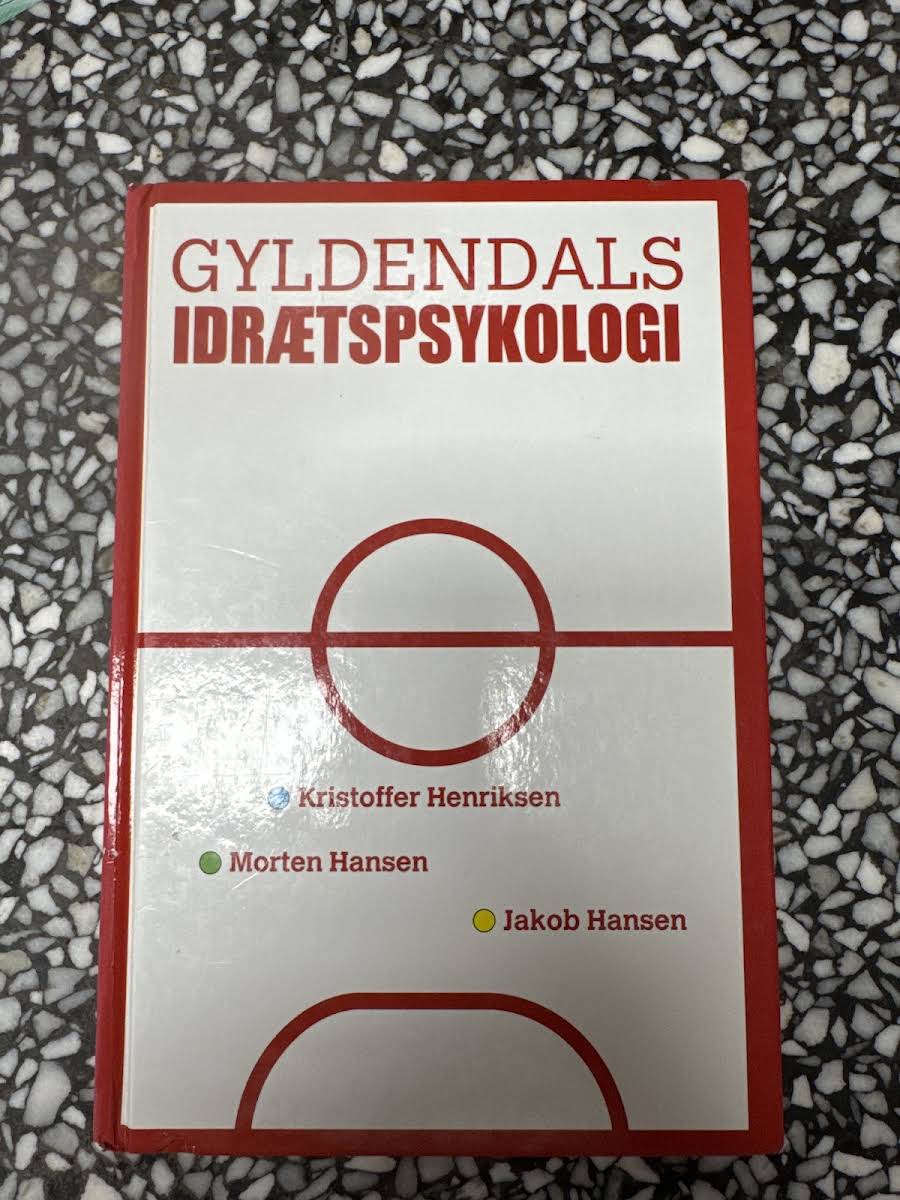 GYLDENDALS
IDRÆTSPSYKOLOGI
Kristoffer Henriksen
Morten Hansen
Jakob Hansen